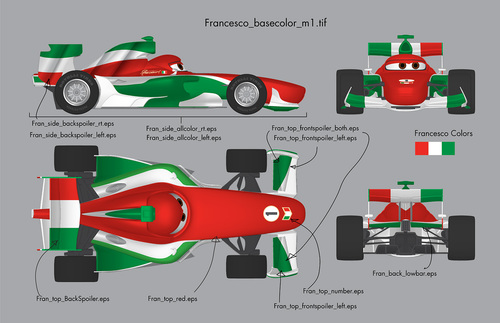 Francesco_basecolor_m1.tif
Fran_side_backspoiler_rt.eps
Fran_side_backspoiler_left.eps
Fran_side_allcolor_rt.eps
Fran_side_allcolor_left.eps
Fran_top_frontspoiler_both.eps
Fran_top_frontspoiler_left.eps
Francesco Colors
Fran_back_lowbar.eps
Fran_top_BackSpoiler.eps
Fran_top_red.eps
Fran_top_number.eps
Fran_top_frontspoiler_left.eps